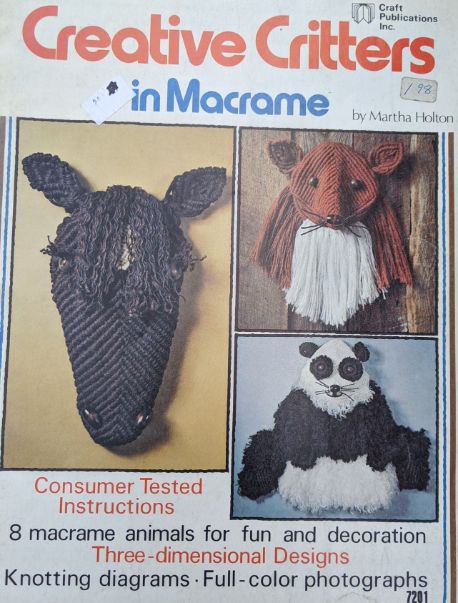 Craft
Publications
Inc.
Creative Critters
in Macrame
1 98
by Martha Holton
Consumer Tested
Instructions
8 macrame animals for fun and decoration
Three-dimensional Designs
Knotting diagrams · Full-color photographs
7201